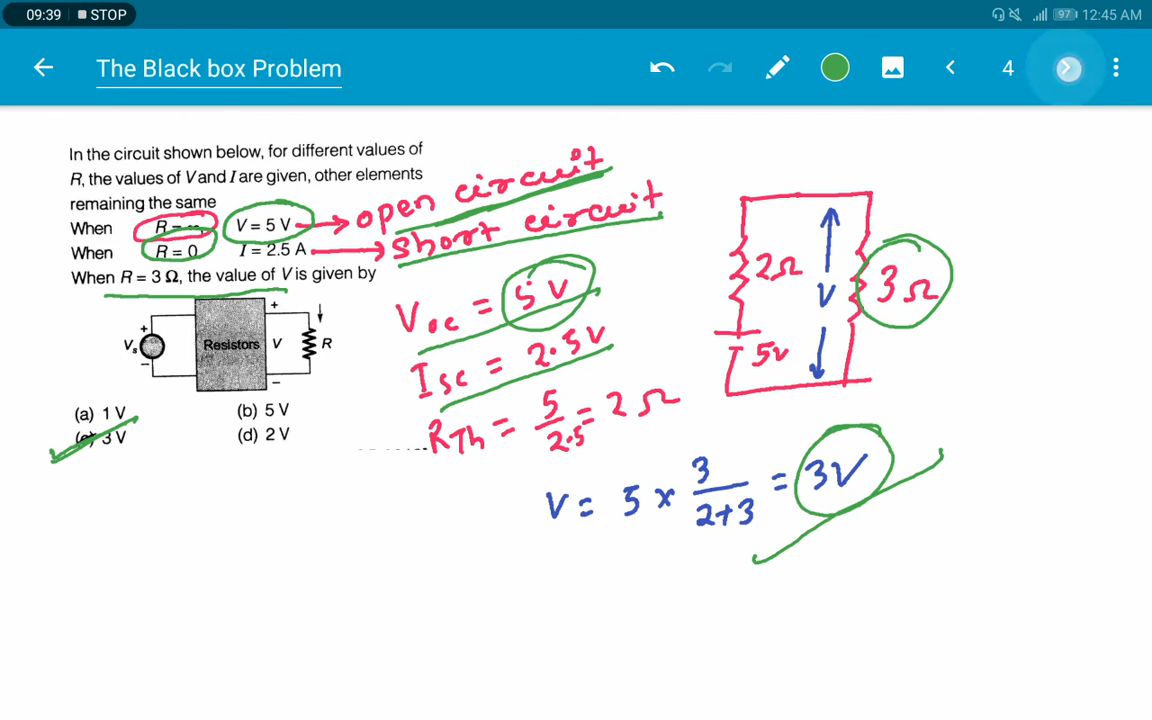 09:39 STOP 97 12:45 AM
The Black box Problem 4
In the circuit shown below, for different values of
R, the values of V and I are given, other elements
remaining the same
When R = ∞ V = 5 V → open circuit
When R = 0 I = 2.5 A → short circuit
When R = 3 Ω, the value of V is given by
+ Vs - Resistors + V - R
(a) 1 V (b) 5 V
(c) 3 V (d) 2 V
Voc = 5 V
Isc = 2.5 V
RTh = 5/2.5 = 2 Ω
2Ω V 3Ω
5V
V = 5 × 3/(2+3) = 3V